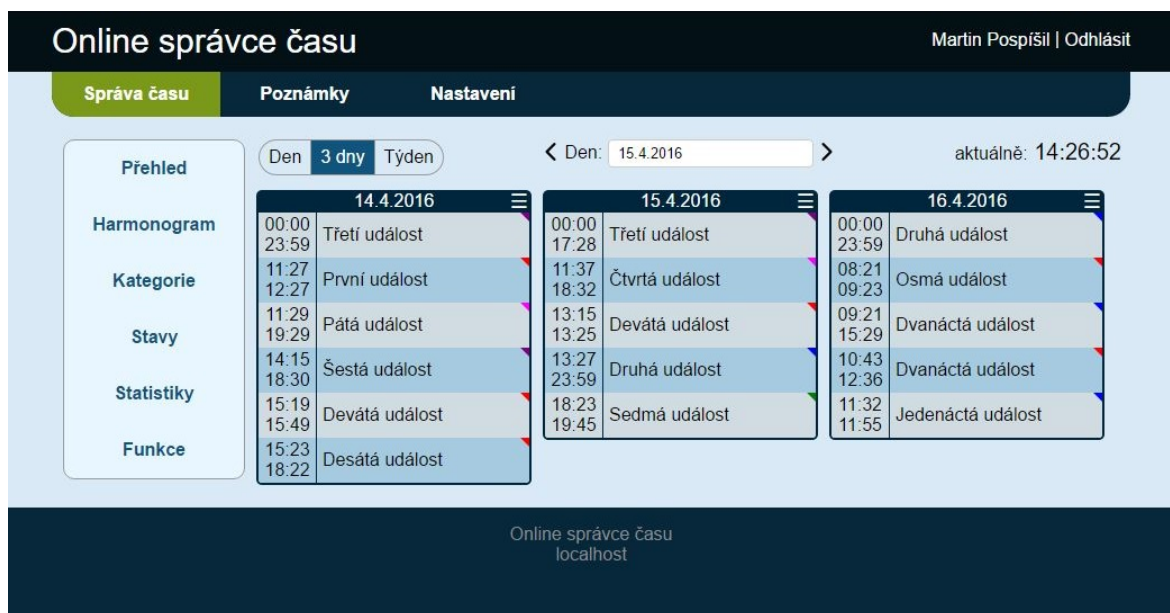 Online správce času
Martin Pospíšil | Odhlásit
Správa času
Poznámky
Nastavení
Přehled
Harmonogram
Kategorie
Stavy
Statistiky
Funkce
Den 3 dny Týden
Den: 15.4.2016
aktuálně: 14:26:52
14.4.2016
00:00
23:59
Třetí událost
11:27
12:27
První událost
11:29
19:29
Pátá událost
14:15
18:30
Šestá událost
15:19
15:49
Devátá událost
15:23
18:22
Desátá událost
15.4.2016
00:00
17:28
Třetí událost
11:37
18:32
Čtvrtá událost
13:15
13:25
Devátá událost
13:27
23:59
Druhá událost
18:23
19:45
Sedmá událost
16.4.2016
00:00
23:59
Druhá událost
08:21
09:23
Osmá událost
09:21
15:29
Dvanáctá událost
10:43
12:36
Dvanáctá událost
11:32
11:55
Jedenáctá událost
Online správce času
localhost